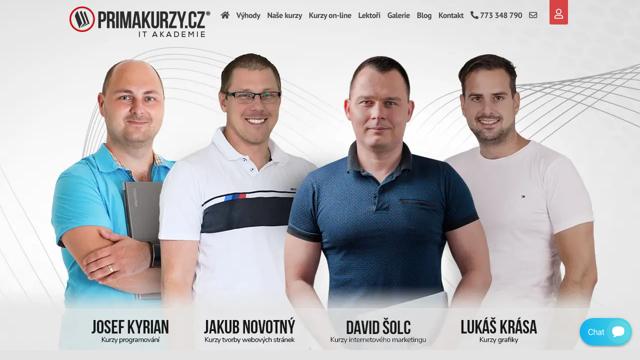 PRIMAKURZY.CZ®
IT AKADEMIE
Výhody Naše kurzy Kurzy on-line Lektoři Galerie Blog Kontakt 773 348 790
JOSEF KYRIAN
Kurzy programování
JAKUB NOVOTNÝ
Kurzy tvorby webových stránek
DAVID ŠOLC
Kurzy internetového marketingu
LUKÁŠ KRÁSA
Kurzy grafiky
Chat